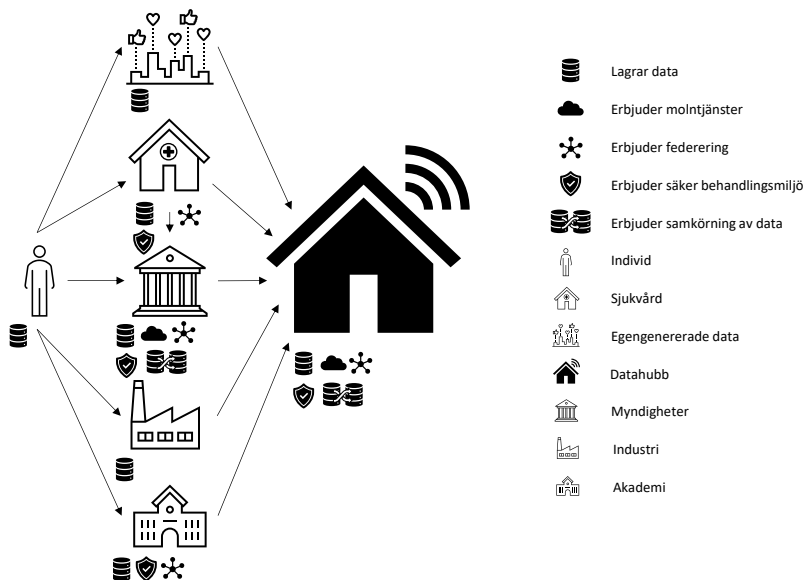 Lagrar data
Erbjuder molntjänster
Erbjuder federering
Erbjuder säker behandlingsmiljö
Erbjuder samkörning av data
Individ
Sjukvård
Egengenererade data
Datahubb
Myndigheter
Industri
Akademi